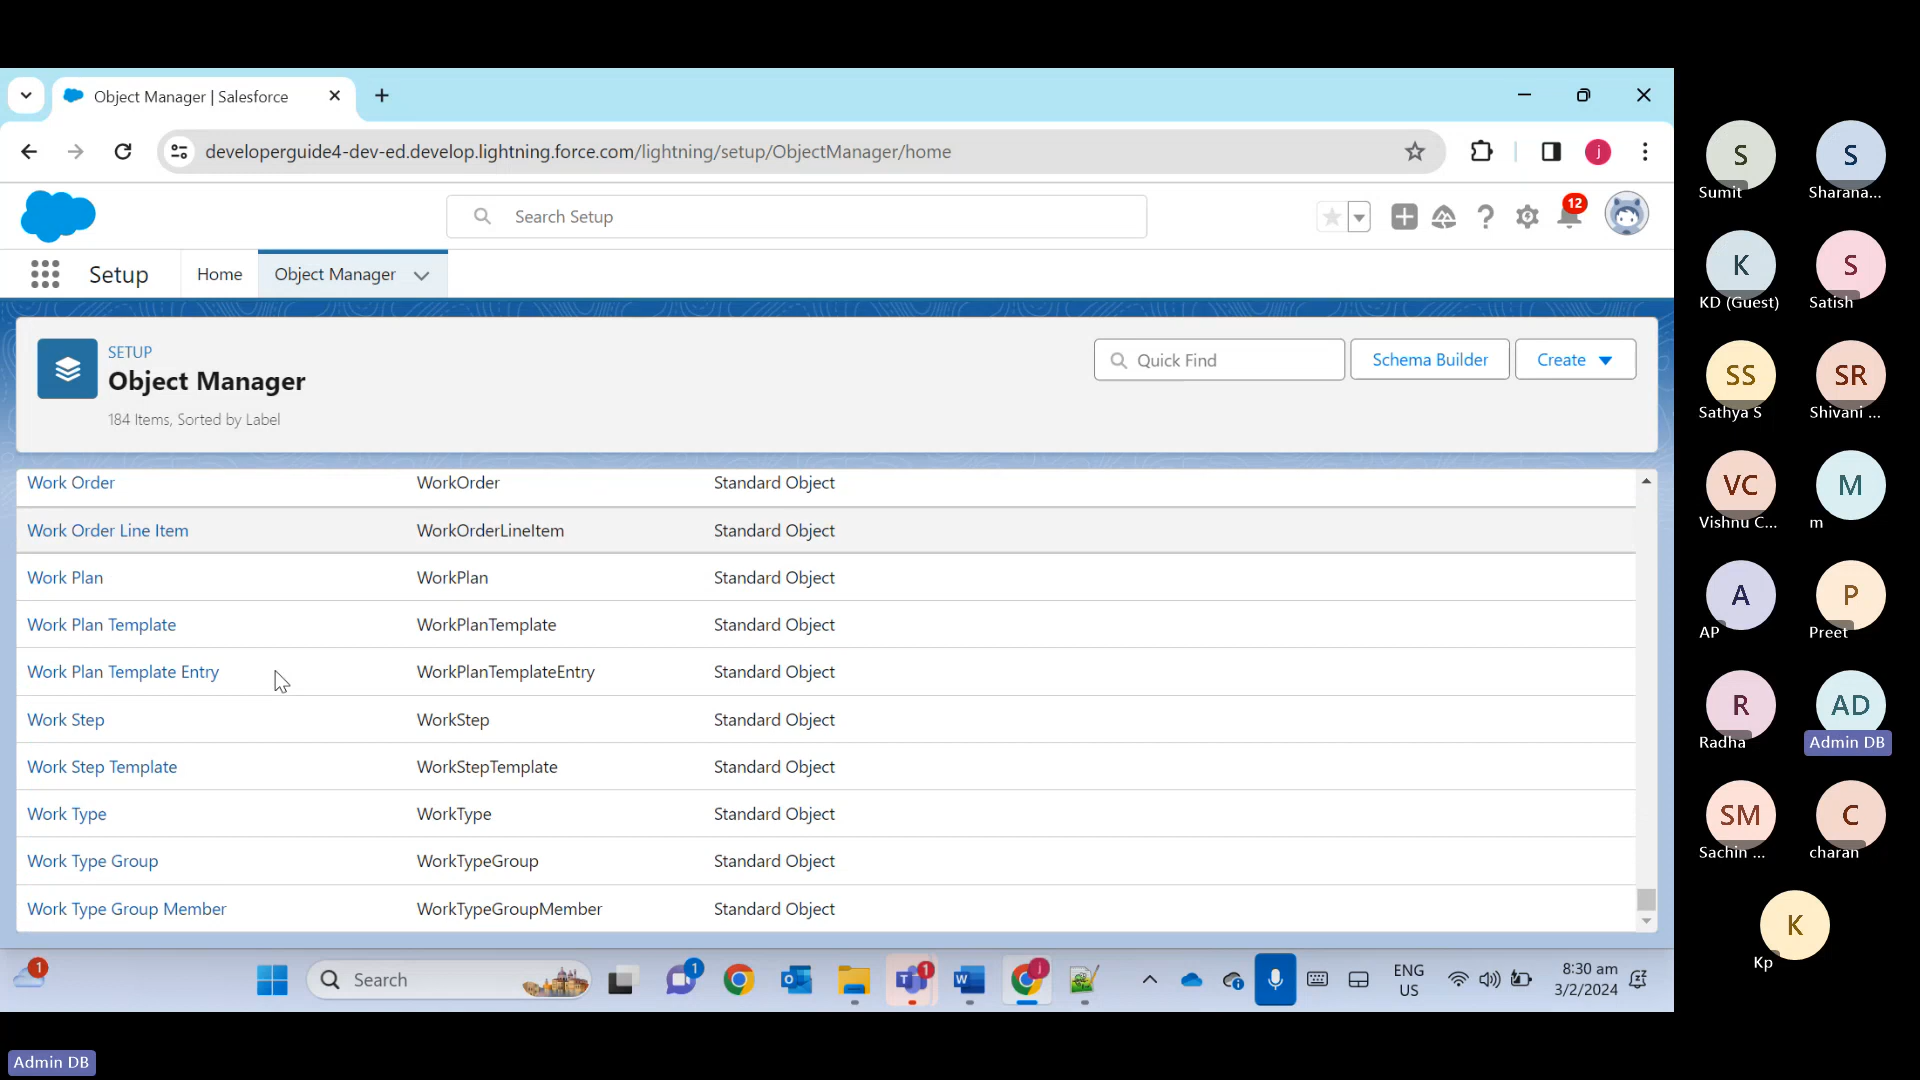 Object Manager | Salesforce
developerguide4-dev-ed.develop.lightning.force.com/lightning/setup/ObjectManager/home
j
Search Setup
12
Setup
Home
Object Manager
SETUP
Object Manager
184 Items, Sorted by Label
Quick Find
Schema Builder
Create
Work Order WorkOrder Standard Object
Work Order Line Item WorkOrderLineItem Standard Object
Work Plan WorkPlan Standard Object
Work Plan Template WorkPlanTemplate Standard Object
Work Plan Template Entry WorkPlanTemplateEntry Standard Object
Work Step WorkStep Standard Object
Work Step Template WorkStepTemplate Standard Object
Work Type WorkType Standard Object
Work Type Group WorkTypeGroup Standard Object
Work Type Group Member WorkTypeGroupMember Standard Object
1
Search
1
1
j
ENG
US
8:30 am
3/2/2024
S
Sumit
S
Sharana...
K
KD (Guest)
S
Satish
SS
Sathya S
SR
Shivani ...
VC
Vishnu C...
M
m
A
AP
P
Preet
R
Radha
AD
Admin DB
SM
Sachin ...
C
charan
K
Kp
Admin DB